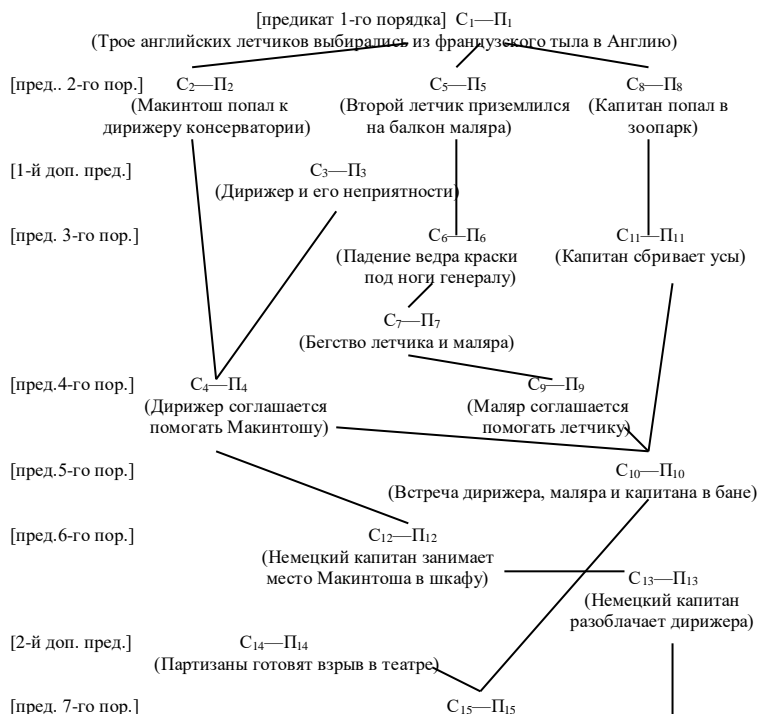 [предикат 1-го порядка] С₁—П₁
(Трое английских летчиков выбирались из французского тыла в Англию)
[пред.. 2-го пор.] С₂—П₂ С₅—П₅ С₈—П₈
(Макинтош попал к (Второй летчик приземлился (Капитан попал в
дирижеру консерватории) на балкон маляра) зоопарк)
[1-й доп. пред.] С₃—П₃
(Дирижер и его неприятности)
[пред. 3-го пор.] С₆—П₆ С₁₁—П₁₁
(Падение ведра краски (Капитан сбривает усы)
под ноги генералу)
С₇—П₇
(Бегство летчика и маляра)
[пред.4-го пор.] С₄—П₄ С₉—П₉
(Дирижер соглашается (Маляр соглашается
помогать Макинтошу) помогать летчику)
[пред.5-го пор.] С₁₀—П₁₀
(Встреча дирижера, маляра и капитана в бане)
[пред.6-го пор.] С₁₂—П₁₂
(Немецкий капитан занимает
место Макинтоша в шкафу) С₁₃—П₁₃
(Немецкий капитан
разоблачает дирижера)
[2-й доп. пред.] С₁₄—П₁₄
(Партизаны готовят взрыв в театре)
[пред. 7-го пор.] С₁₅—П₁₅